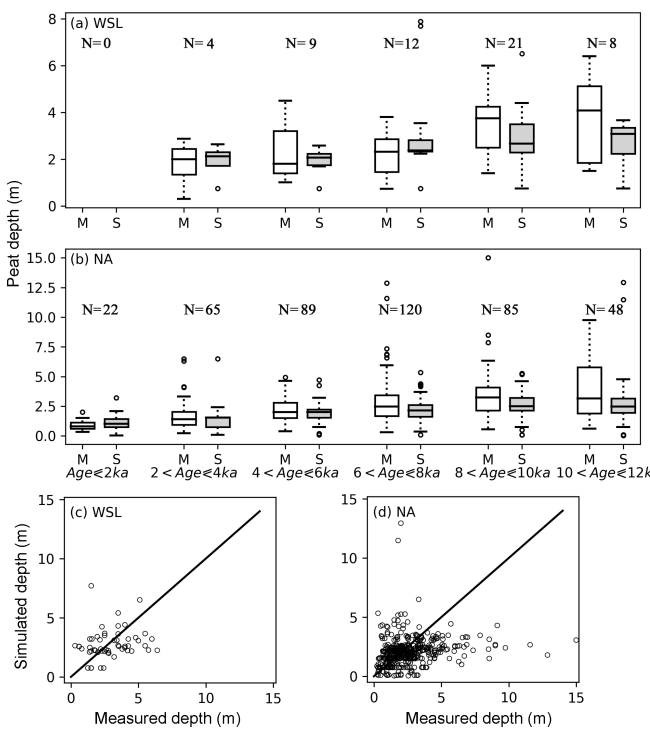 Peat depth (m)
(a) WSL
8
6
4
2
0
N=0 N=4 N=9 N=12 N=21 N=8
M S M S M S M S M S M S
(b) NA
15.0
12.5
10.0
7.5
5.0
2.5
0.0
N=22 N=65 N=89 N=120 N=85 N=48
M S M S M S M S M S M S
Age⩽2ka 2 < Age⩽4ka 4 < Age⩽6ka 6 < Age⩽8ka 8 < Age⩽10ka 10 < Age⩽12k
Simulated depth (m)
(c) WSL
15
10
5
0
0 5 10 15
Measured depth (m)
(d) NA
15
10
5
0
0 5 10 15
Measured depth (m)